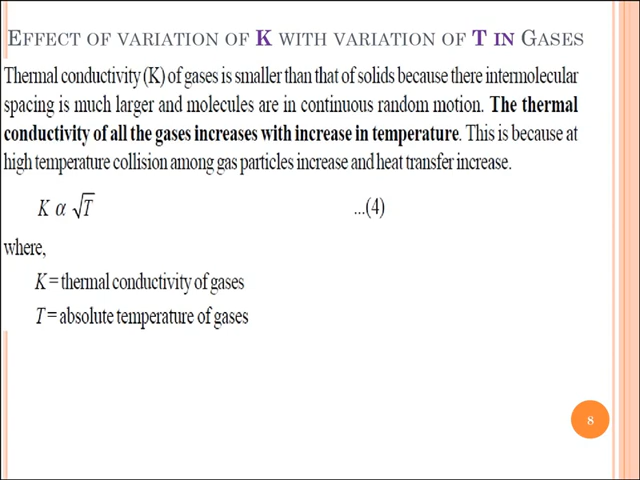 EFFECT OF VARIATION OF K WITH VARIATION OF T IN GASES
Thermal conductivity (K) of gases is smaller than that of solids because there intermolecular
spacing is much larger and molecules are in continuous random motion. The thermal
conductivity of all the gases increases with increase in temperature. This is because at
high temperature collision among gas particles increase and heat transfer increase.
K α √T ...(4)
where,
K = thermal conductivity of gases
T = absolute temperature of gases
8